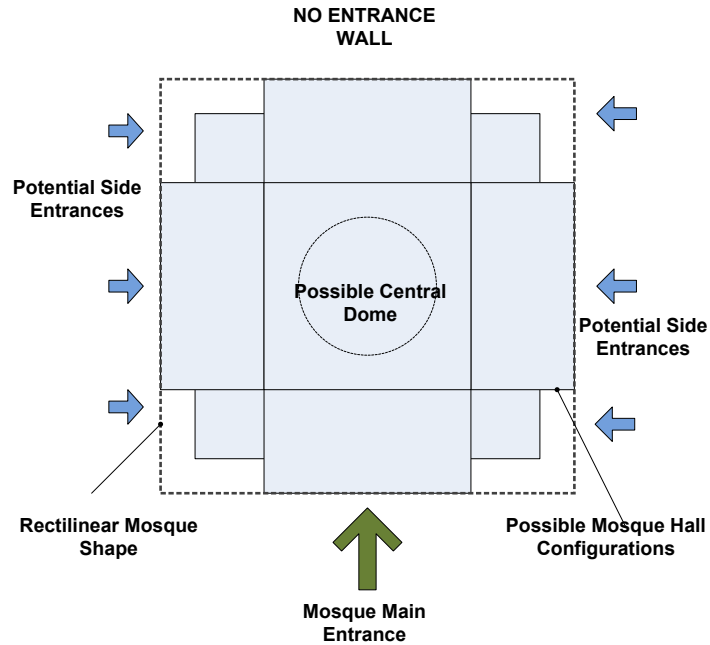 NO ENTRANCE
WALL
Potential Side
Entrances
Possible Central
Dome
Potential Side
Entrances
Rectilinear Mosque
Shape
Possible Mosque Hall
Configurations
Mosque Main
Entrance